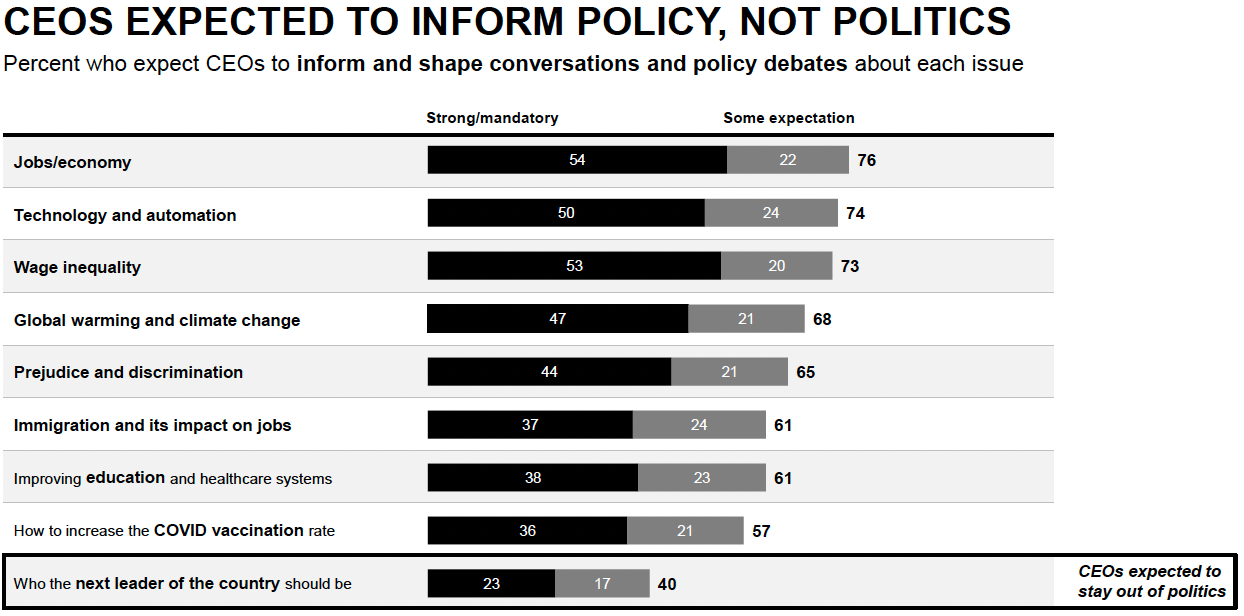 CEOS EXPECTED TO INFORM POLICY, NOT POLITICS
Percent who expect CEOs to inform and shape conversations and policy debates about each issue
Strong/mandatory Some expectation
Jobs/economy 54 22 76
Technology and automation 50 24 74
Wage inequality 53 20 73
Global warming and climate change 47 21 68
Prejudice and discrimination 44 21 65
Immigration and its impact on jobs 37 24 61
Improving education and healthcare systems 38 23 61
How to increase the COVID vaccination rate 36 21 57
Who the next leader of the country should be 23 17 40
CEOs expected to
stay out of politics